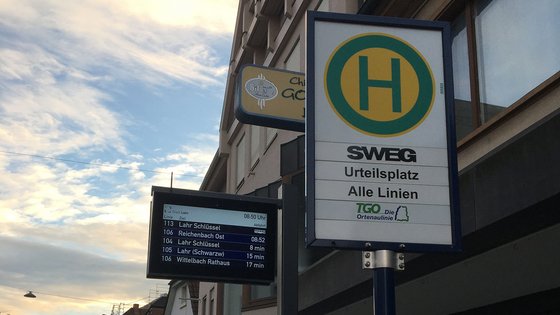 H
SWEG
Urteilsplatz
Alle Linien
TGO Die
Ortenaulinie
08:50 Uhr
113 Lahr Schlüssel
106 Reichenbach Ost 08:52
104 Lahr Schlüssel 8 min
105 Lahr (Schwarzw) 15 min
106 Wittelbach Rathaus 17 min